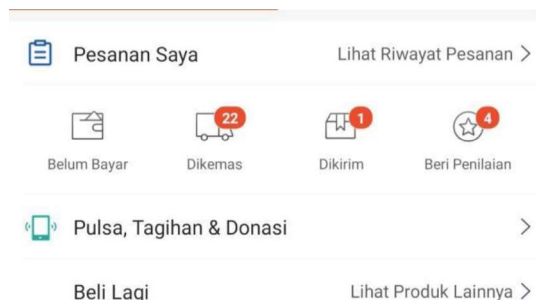 Pesanan Saya
Lihat Riwayat Pesanan
22
1
4
Belum Bayar
Dikemas
Dikirim
Beri Penilaian
Pulsa, Tagihan & Donasi
Beli Lagi
Lihat Produk Lainnya